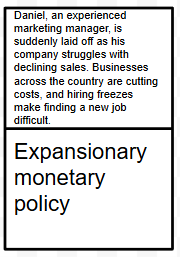 Daniel, an experienced
marketing manager, is
suddenly laid off as his
company struggles with
declining sales. Businesses
across the country are cutting
costs, and hiring freezes
make finding a new job
difficult.
Expansionary
monetary
policy